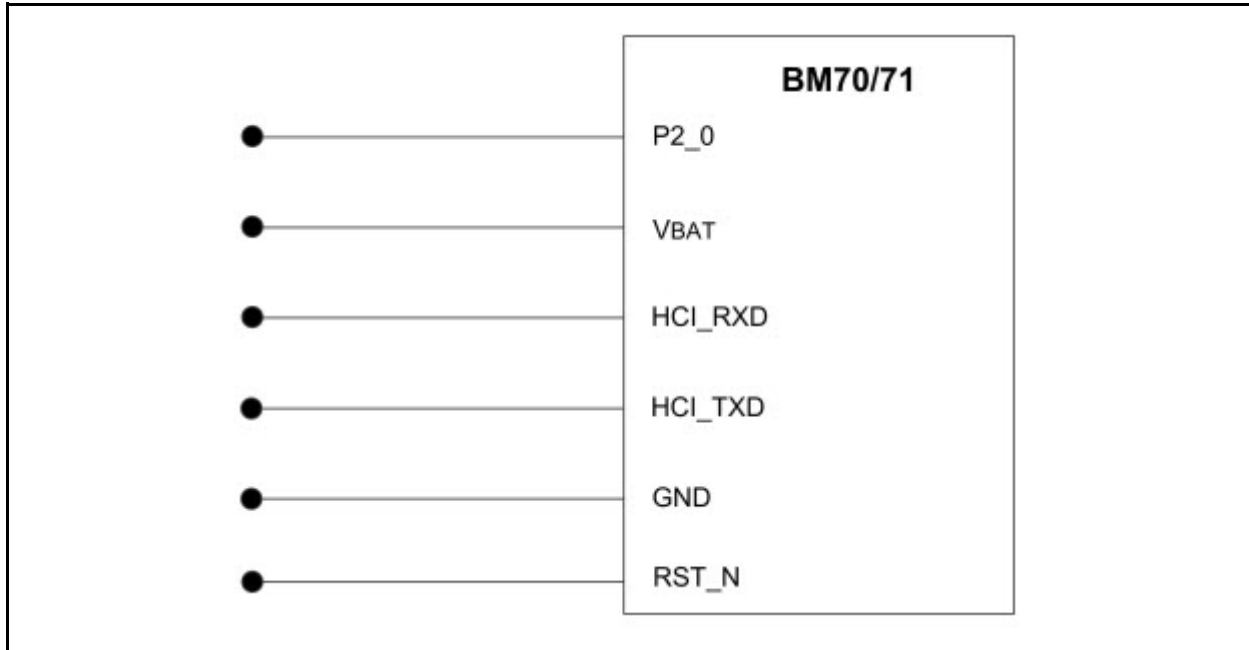 BM70/71
P2_0
VBAT
HCI_RXD
HCI_TXD
GND
RST_N